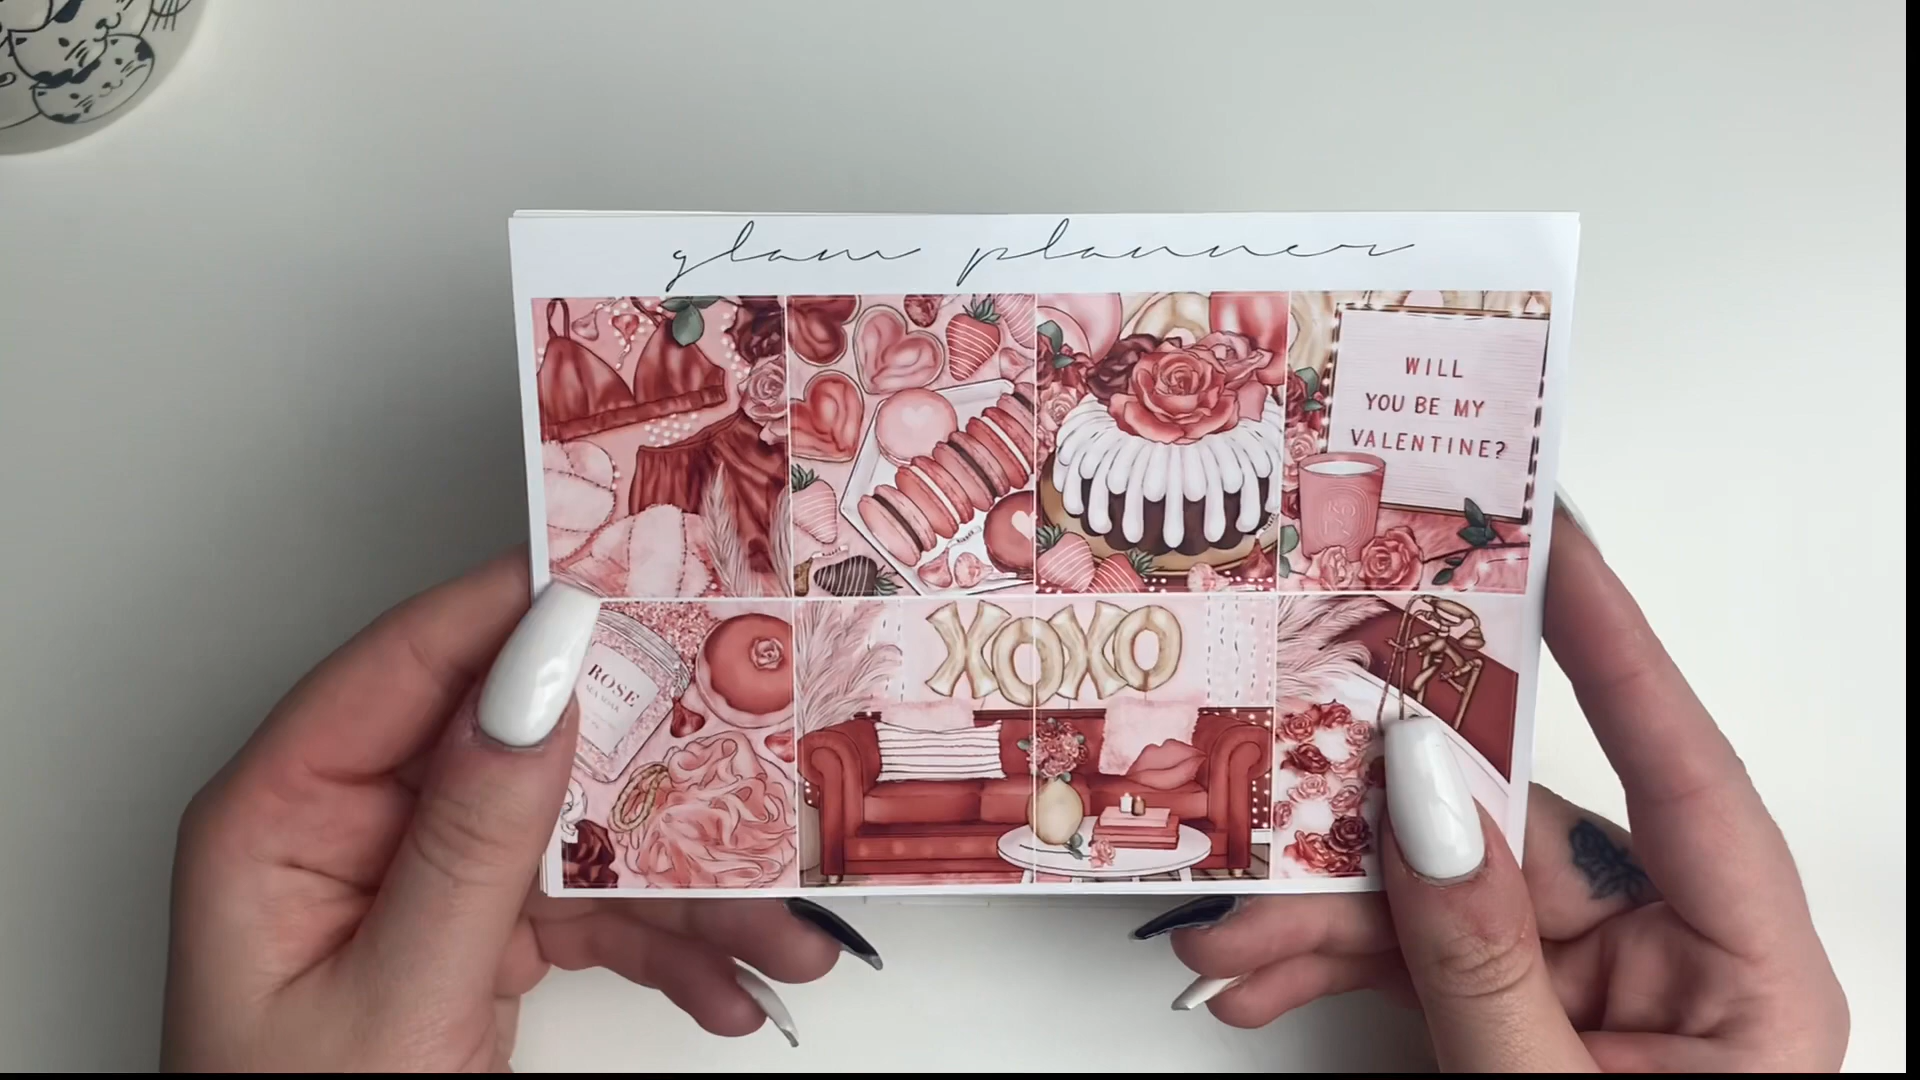 glam planner
WILL
YOU BE MY
VALENTINE?
ROSE
XOXO